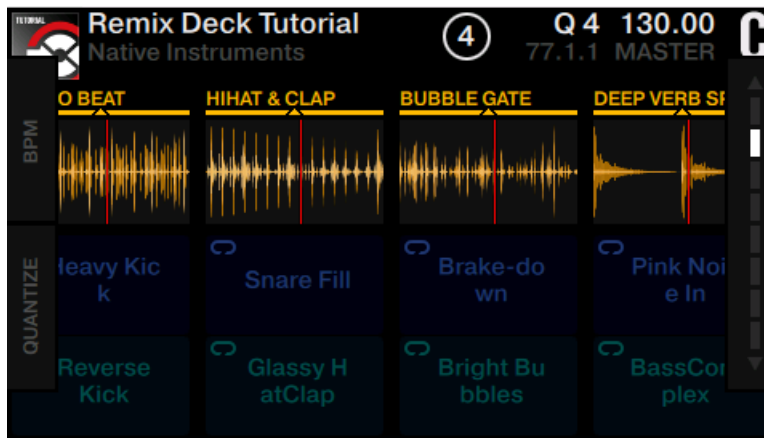 TUTORIAL
Remix Deck Tutorial
Native Instruments
4
Q 4 130.00
77.1.1 MASTER
C
BPM
QUANTIZE
O BEAT
HIHAT & CLAP
BUBBLE GATE
DEEP VERB
Heavy Kic
k
Snare Fill
Brake-do
wn
Pink Noi
e In
Reverse
Kick
Glassy H
atClap
Bright Bu
bbles
BassCo
plex